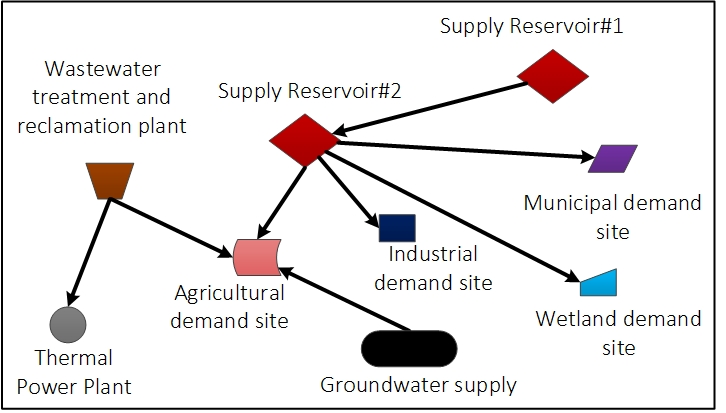 Supply Reservoir#1
Wastewater
treatment and
reclamation plant
Supply Reservoir#2
Municipal demand
site
Industrial
demand site
Agricultural
demand site
Wetland demand
site
Thermal
Power Plant
Groundwater supply